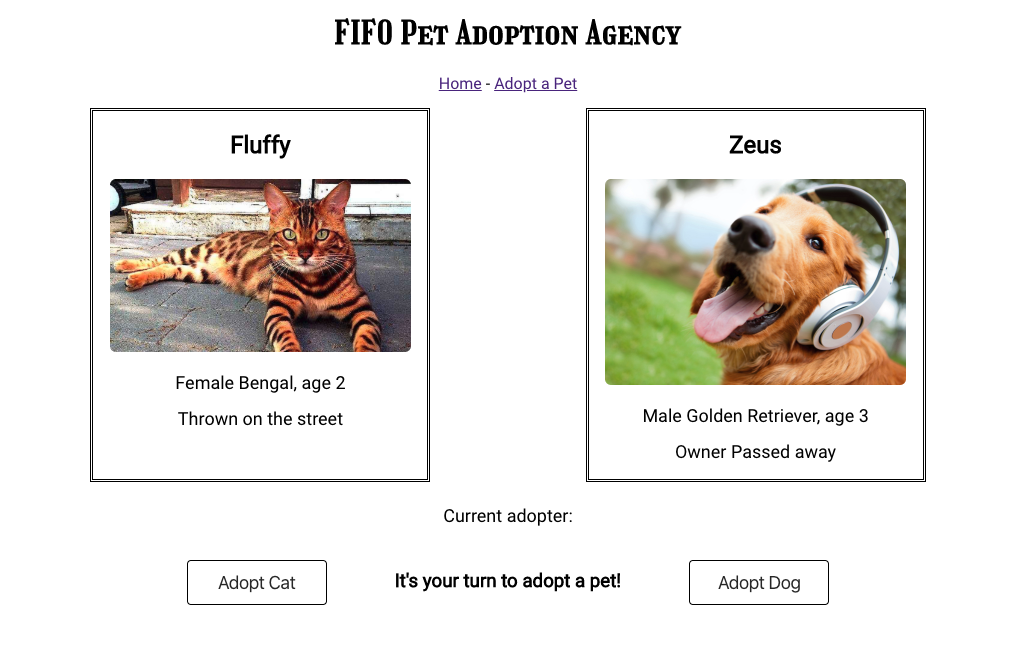 FIFO Pet Adoption Agency
Home - Adopt a Pet
Fluffy
Female Bengal, age 2
Thrown on the street
Zeus
Male Golden Retriever, age 3
Owner Passed away
Current adopter:
Adopt Cat
It's your turn to adopt a pet!
Adopt Dog